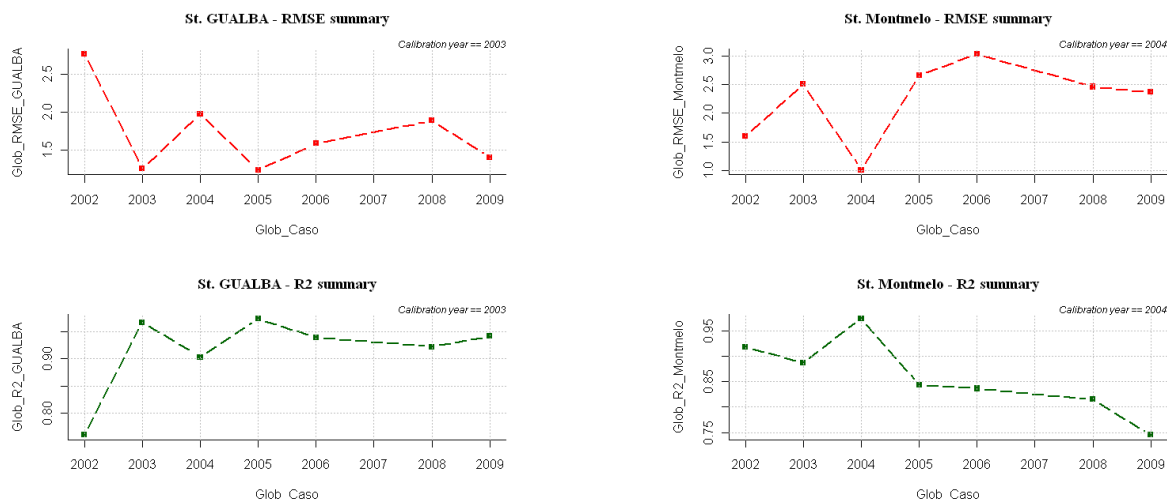 St. GUALBA - RMSE summary
Calibration year == 2003
Glob_RMSE_GUALBA
2.5
2.0
1.5
2002 2003 2004 2005 2006 2007 2008 2009
Glob_Caso
St. Montmelo - RMSE summary
Calibration year == 2004
Glob_RMSE_Montmelo
3.0
2.5
2.0
1.5
1.0
2002 2003 2004 2005 2006 2007 2008 2009
Glob_Caso
St. GUALBA - R2 summary
Calibration year == 2003
Glob_R2_GUALBA
0.90
0.80
2002 2003 2004 2005 2006 2007 2008 2009
Glob_Caso
St. Montmelo - R2 summary
Calibration year == 2004
Glob_R2_Montmelo
0.95
0.85
0.75
2002 2003 2004 2005 2006 2007 2008 2009
Glob_Caso